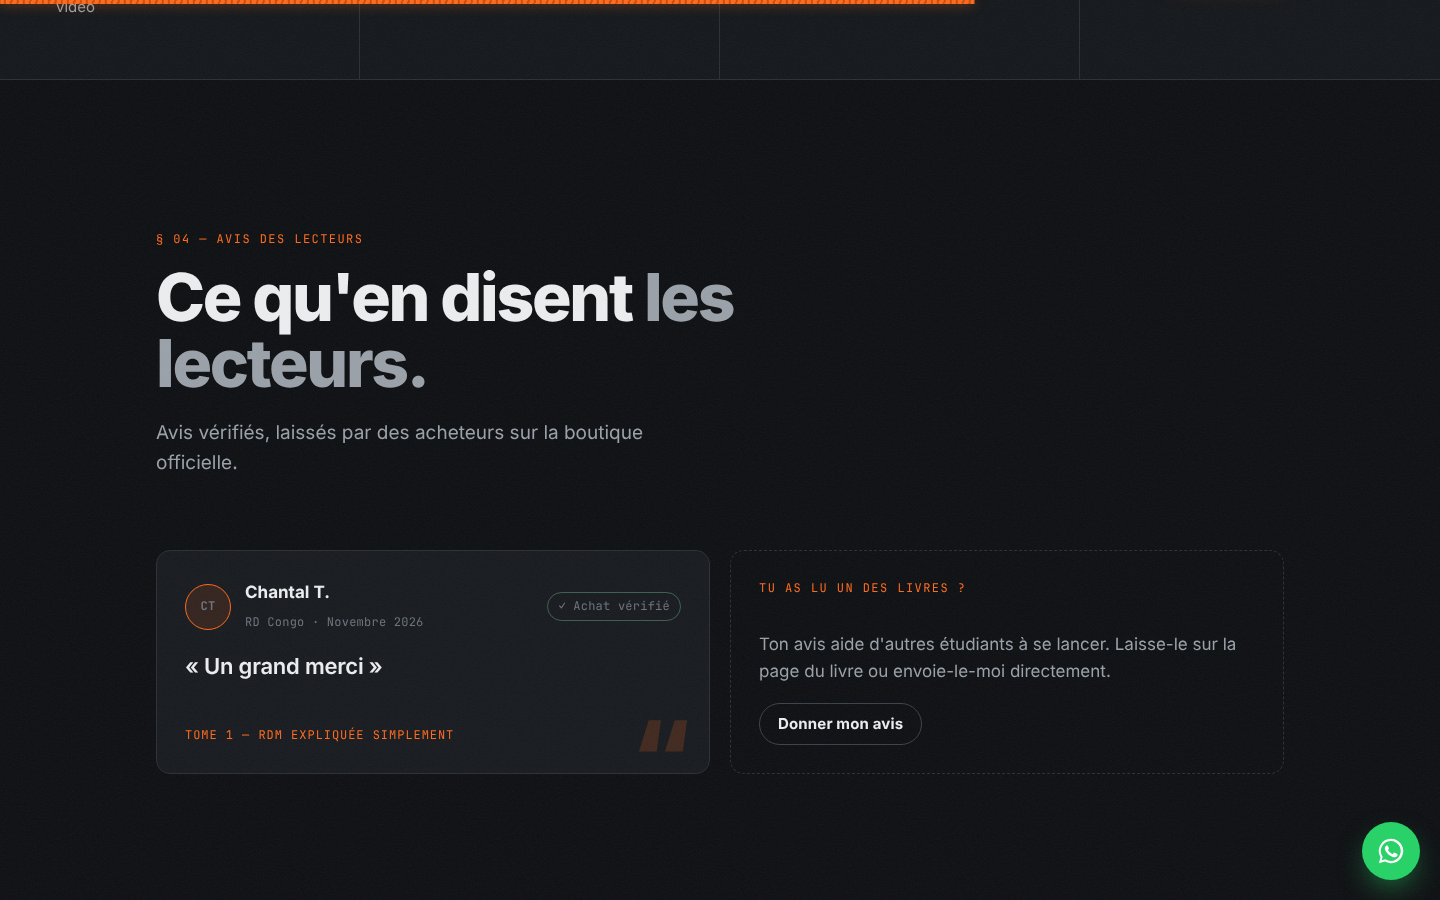 vidéo
§ 04 — AVIS DES LECTEURS
Ce qu'en disent les
lecteurs.
Avis vérifiés, laissés par des acheteurs sur la boutique
officielle.
CT
Chantal T.
RD Congo · Novembre 2026
✓ Achat vérifié
« Un grand merci »
TOME 1 — RDM EXPLIQUÉE SIMPLEMENT
TU AS LU UN DES LIVRES ?
Ton avis aide d'autres étudiants à se lancer. Laisse-le sur la
page du livre ou envoie-le-moi directement.
Donner mon avis